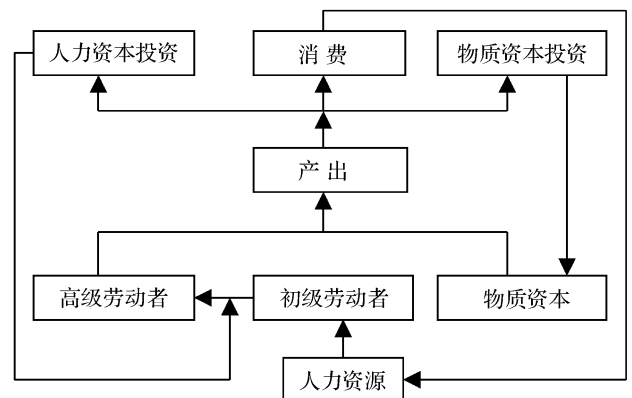 人力资本投资
消 费
物质资本投资
产 出
高级劳动者
初级劳动者
物质资本
人力资源